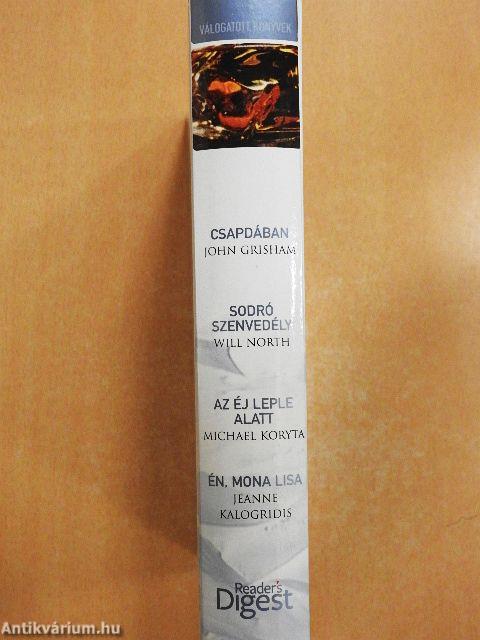 VÁLOGATOTT KÖNYVEK
CSAPDÁBAN
JOHN GRISHAM
SODRÓ
SZENVEDÉLY
WILL NORTH
AZ ÉJ LEPLE
ALATT
MICHAEL KORYTA
ÉN, MONA LISA
JEANNE
KALOGRIDIS
Reader's
Digest
Antikvárium.hu